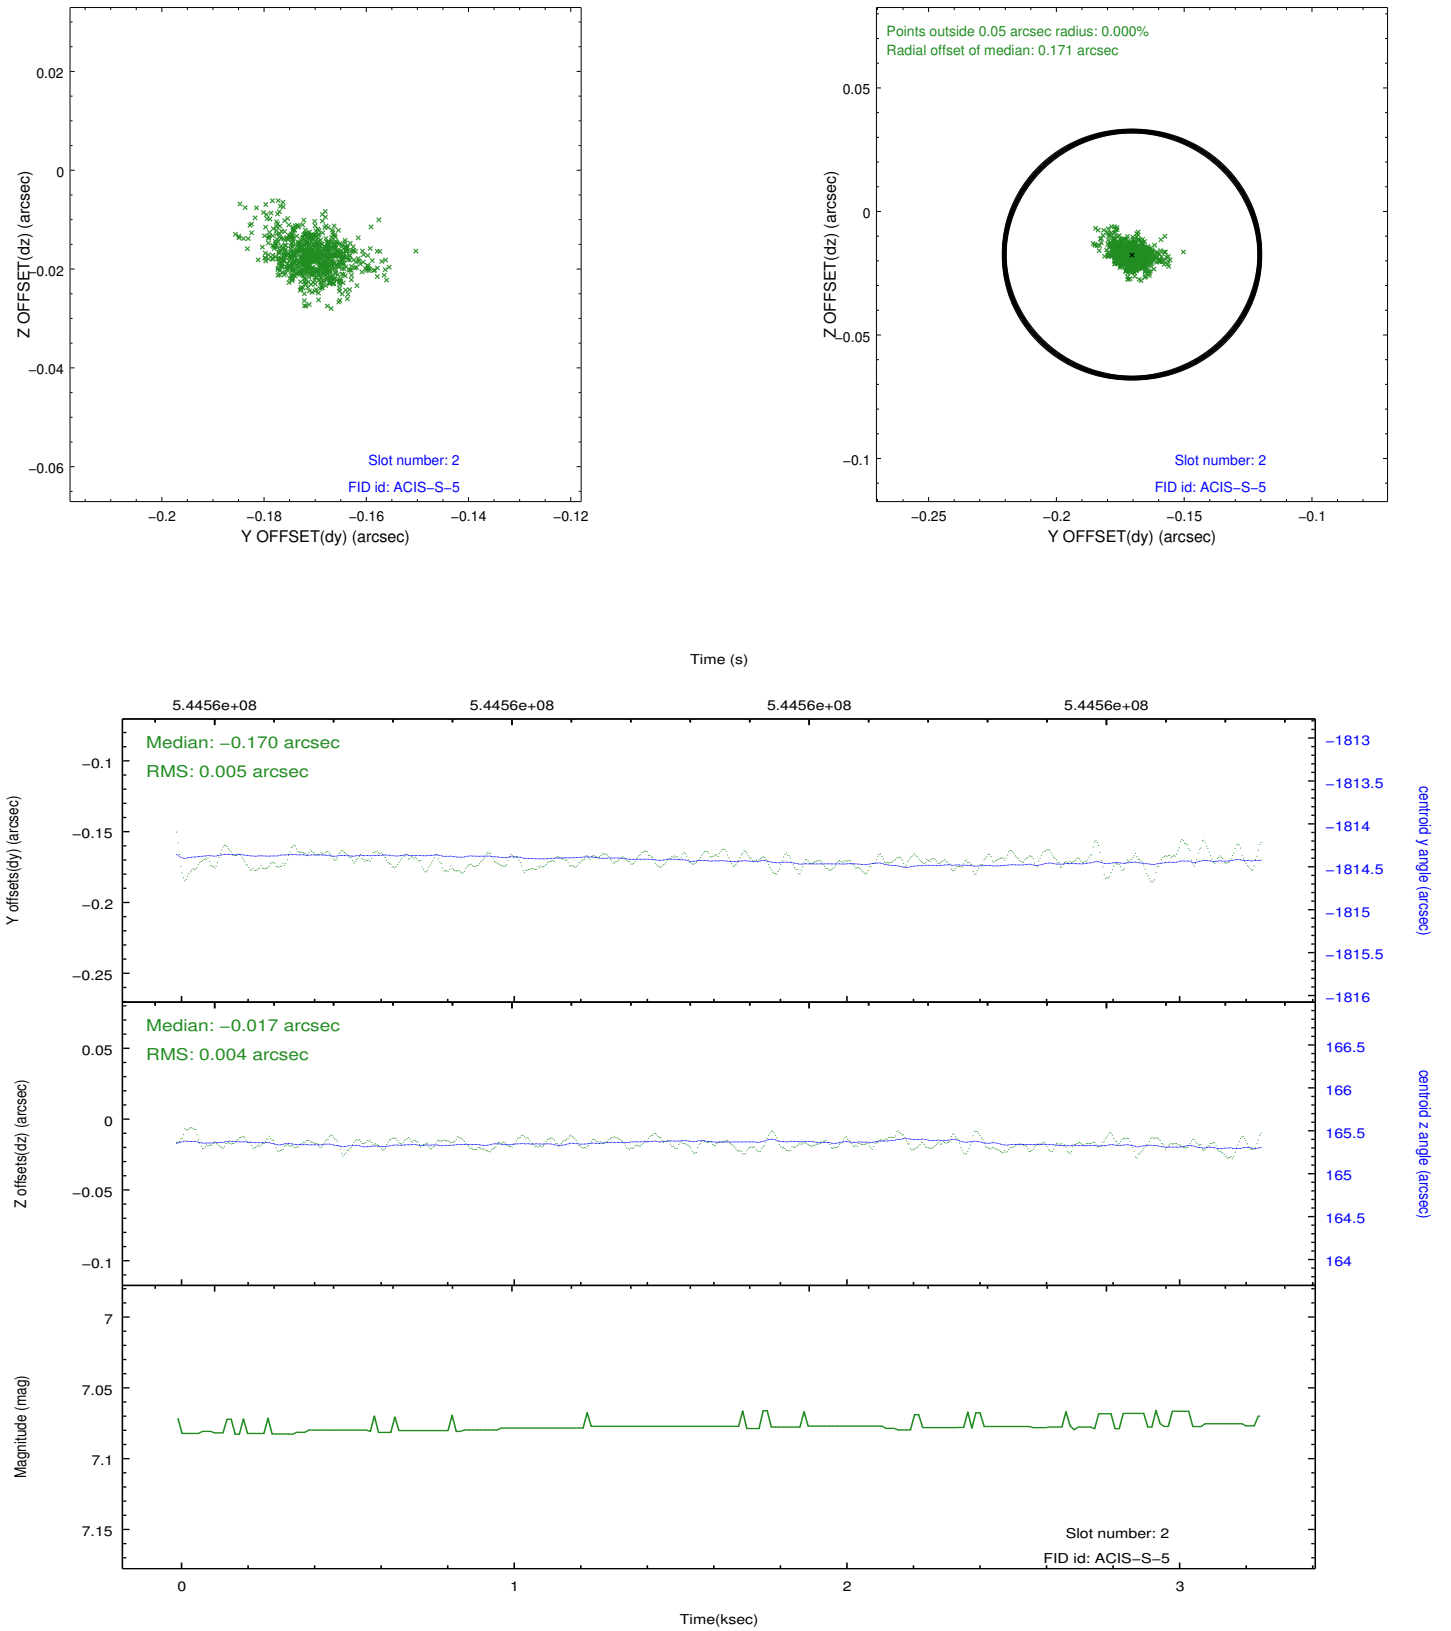 0.02
0
−0.02
−0.04
−0.06
Z OFFSET(dz) (arcsec)
Slot number: 2
FID id: ACIS−S−5
−0.2
−0.18
−0.16
−0.14
−0.12
Y OFFSET(dy) (arcsec)
Points outside 0.05 arcsec radius: 0.000%
Radial offset of median: 0.171 arcsec
0.05
0
−0.05
−0.1
Z OFFSET(dz) (arcsec)
Slot number: 2
FID id: ACIS−S−5
−0.25
−0.2
−0.15
−0.1
Y OFFSET(dy) (arcsec)
Time (s)
5.4456e+08
5.4456e+08
5.4456e+08
5.4456e+08
Median: −0.170 arcsec
RMS: 0.005 arcsec
−0.1
−0.15
−0.2
−0.25
Y offsets(dy) (arcsec)
−1813
−1813.5
−1814
−1814.5
−1815
−1815.5
−1816
centroid y angle (arcsec)
Median: −0.017 arcsec
RMS: 0.004 arcsec
0.05
0
−0.05
−0.1
Z offsets(dz) (arcsec)
166.5
166
165.5
165
164.5
164
centroid z angle (arcsec)
7
7.05
7.1
7.15
Magnitude (mag)
Slot number: 2
FID id: ACIS−S−5
0
1
2
3
Time(ksec)